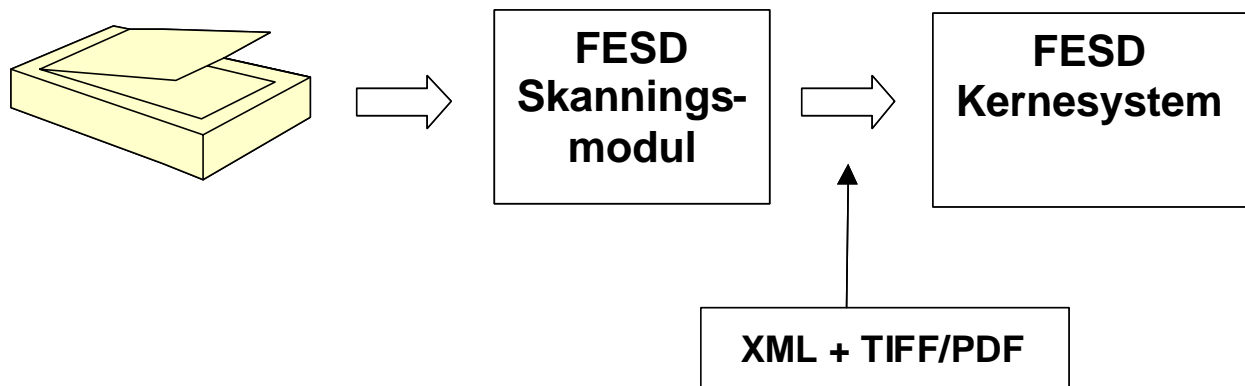 FESD
Skannings-
modul
FESD
Kernesystem
XML + TIFF/PDF